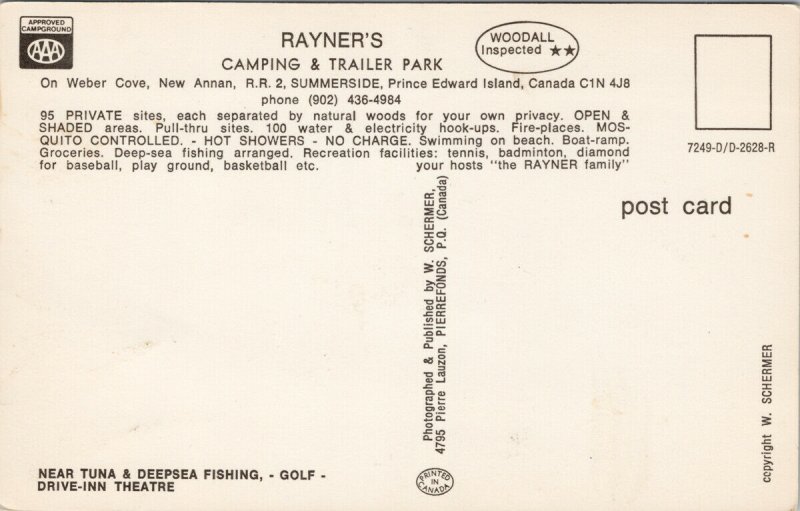 APPROVED
CAMPGROUND
AAA
RAYNER'S
CAMPING & TRAILER PARK
WOODALL
Inspected ★★
On Weber Cove, New Annan, R.R. 2, SUMMERSIDE, Prince Edward Island, Canada C1N 4J8
phone (902) 436-4984
95 PRIVATE sites, each separated by natural woods for your own privacy. OPEN &
SHADED areas. Pull-thru sites. 100 water & electricity hook-ups. Fire-places. MOS-
QUITO CONTROLLED. - HOT SHOWERS - NO CHARGE. Swimming on beach. Boat-ramp.
Groceries. Deep-sea fishing arranged. Recreation facilities: tennis, badminton, diamond
for baseball, play ground, basketball etc. your hosts "the RAYNER family"
7249-D/D-2628-R
post card
Photographed & Published by W. SCHERMER,
4795 Pierre Lauzon, PIERREFONDS, P.Q. (Canada)
copyright W. SCHERMER
NEAR TUNA & DEEPSEA FISHING, - GOLF -
DRIVE-INN THEATRE
PRINTED
IN
CANADA